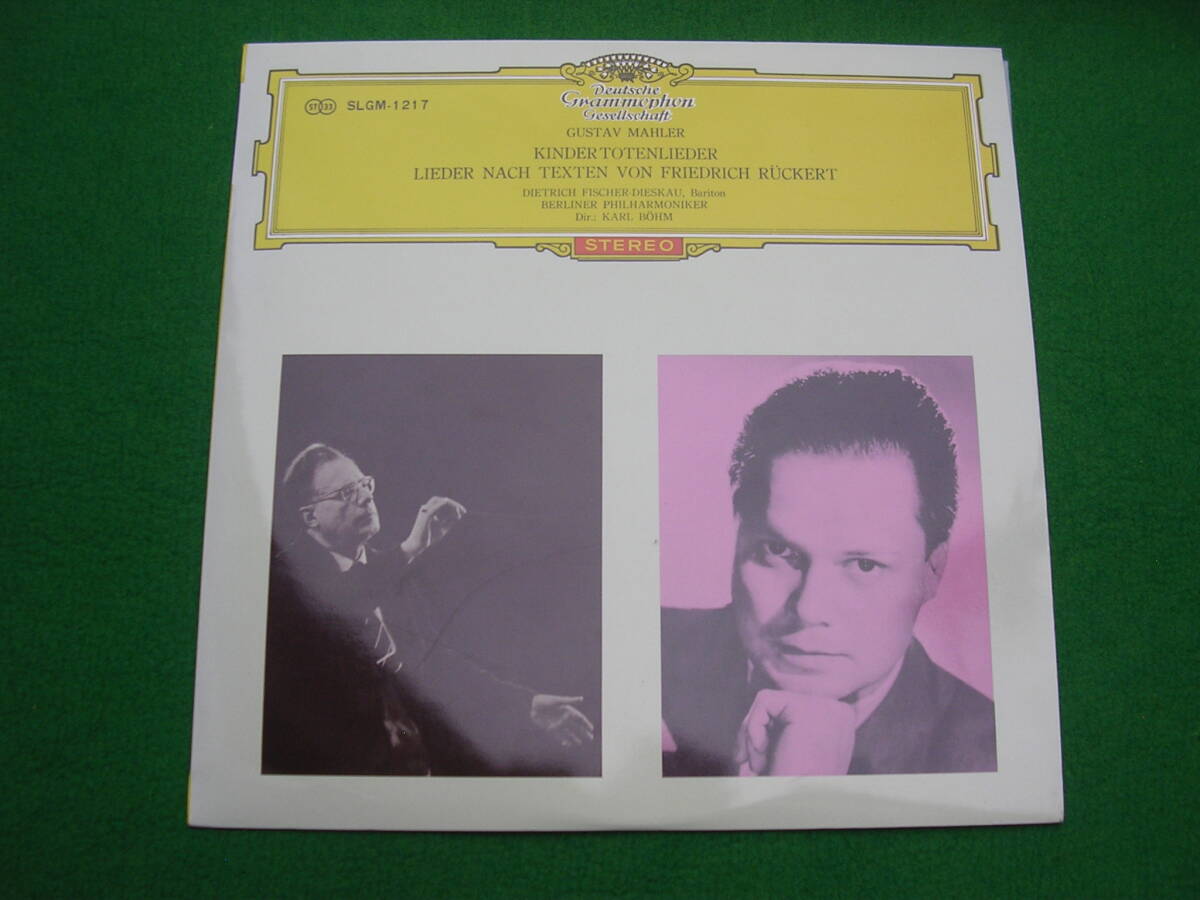 ST 33 SLGM-1217
Deutsche
Grammophon
Gesellschaft
GUSTAV MAHLER
KINDERTOTENLIEDER
LIEDER NACH TEXTEN VON FRIEDRICH RÜCKERT
DIETRICH FISCHER-DIESKAU, Bariton
BERLINER PHILHARMONIKER
Dir.: KARL BÖHM
STEREO